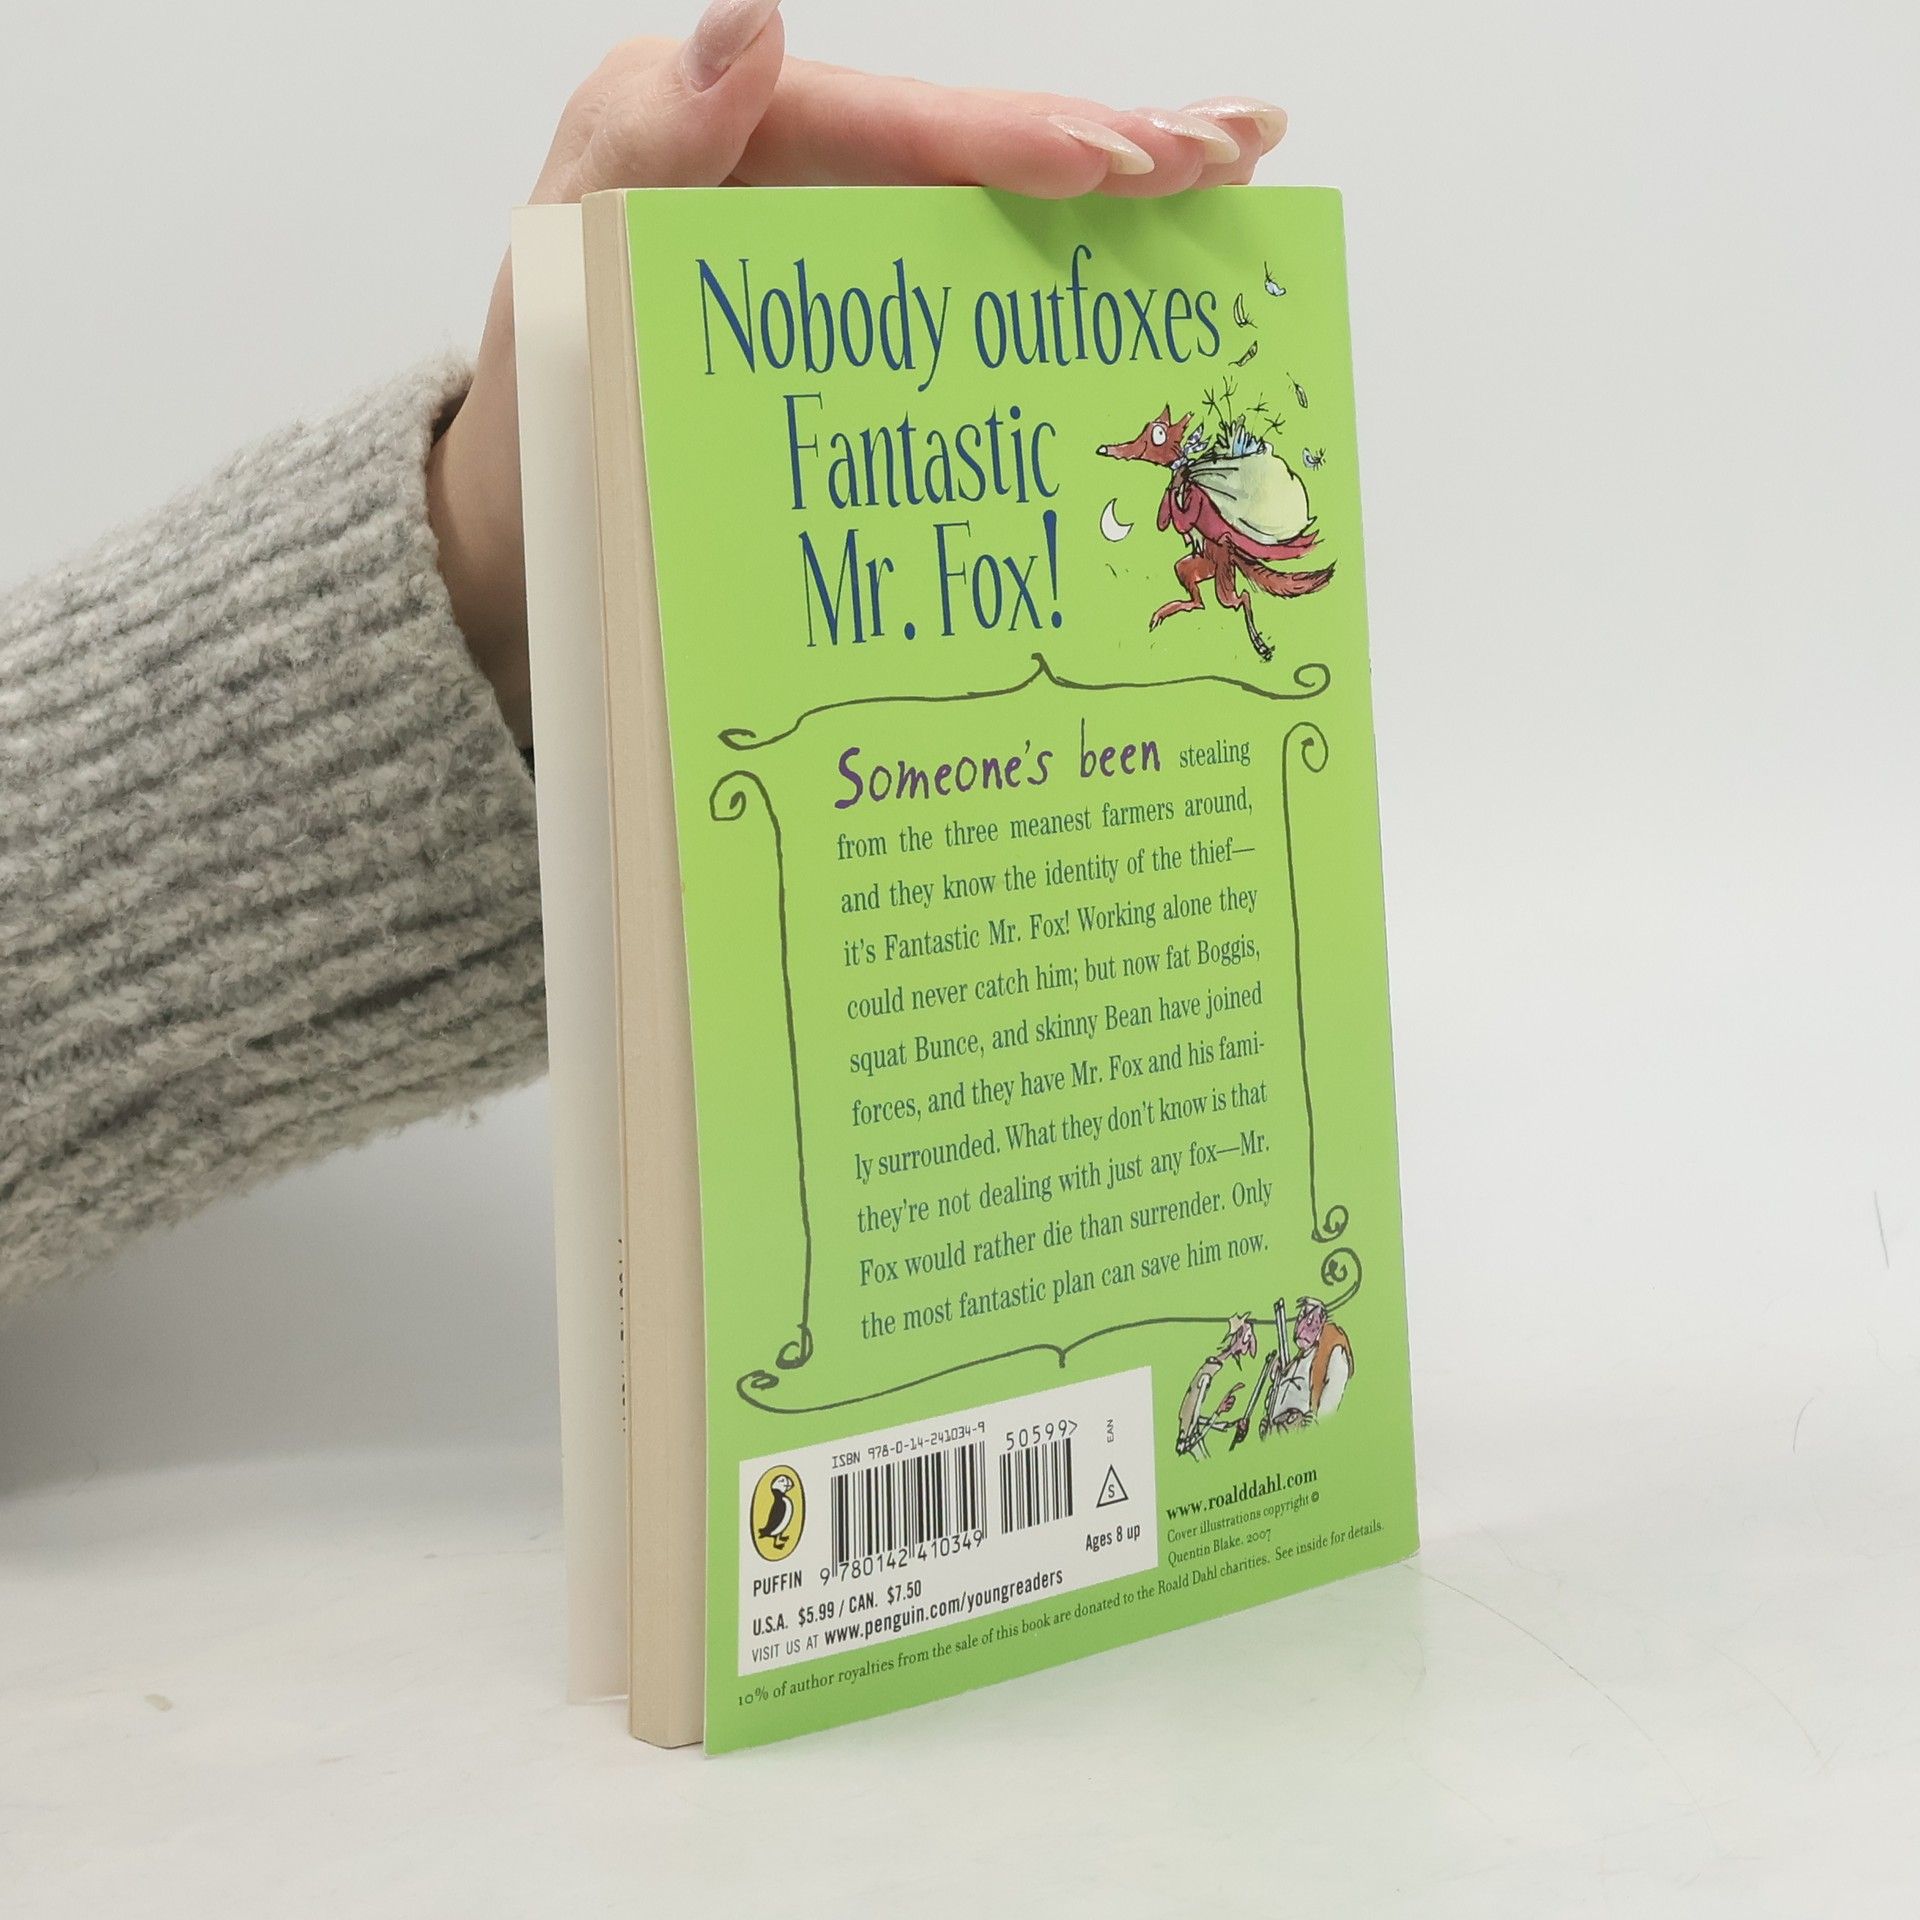 Nobody outfoxes
Fantastic
Mr. Fox!
Someone's been stealing
from the three meanest farmers around,
and they know the identity of the thief—
it's Fantastic Mr. Fox! Working alone they
could never catch him; but now fat Boggis,
squat Bunce, and skinny Bean have joined
forces, and they have Mr. Fox and his fami-
ly surrounded. What they don't know is that
they're not dealing with just any fox—Mr.
Fox would rather die than surrender. Only
the most fantastic plan can save him now.
ISBN 978-0-14-241034-9
50599>
EAN
S
9 780142 410349
Ages 8 up
PUFFIN
U.S.A. $5.99 / CAN. $7.50
VISIT US AT www.penguin.com/youngreaders
www.roalddahl.com
Cover illustrations copyright ©
Quentin Blake, 2007
10% of author royalties from the sale of this book are donated to the Roald Dahl charities. See inside for details.